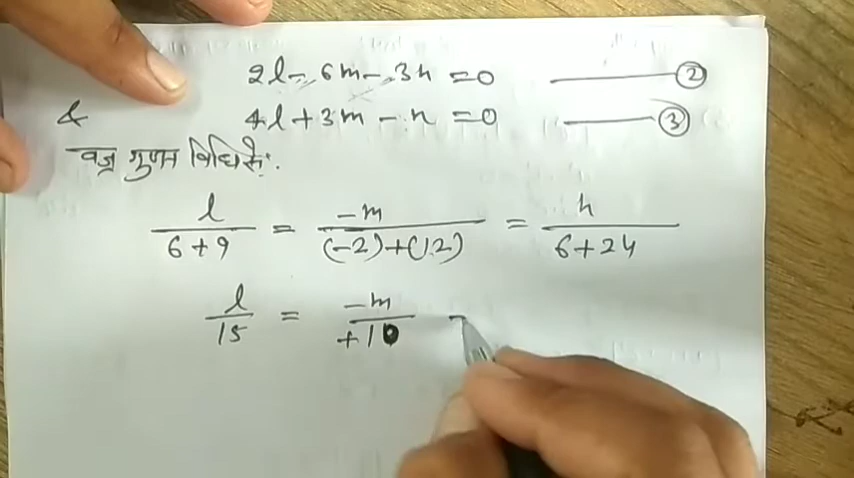 2l - 6m - 3n = 0 ——— ②
& 4l + 3m - n = 0 ——— ③
वज्र गुणन विधि से:
l/(6+9) = -m/((-2)+(12)) = n/(6+24)
l/15 = -m/+10 =